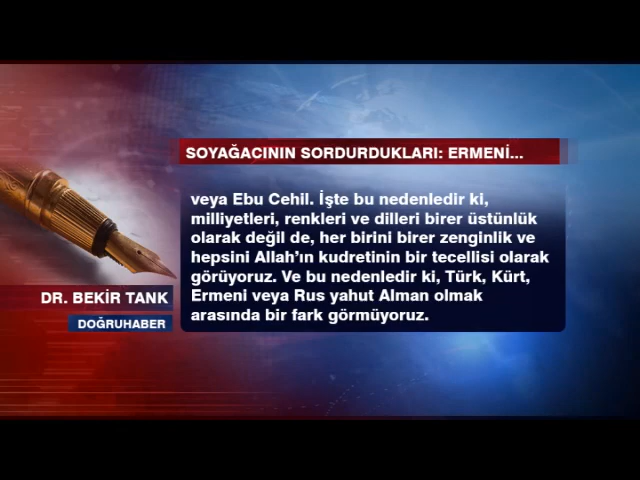 SOYAĞACININ SORDURDUKLARI: ERMENİ...
veya Ebu Cehil. İşte bu nedenledir ki,
milliyetleri, renkleri ve dilleri birer üstünlük
olarak değil de, her birini birer zenginlik ve
hepsini Allah’ın kudretinin bir tecellisi olarak
görüyoruz. Ve bu nedenledir ki, Türk, Kürt,
Ermeni veya Rus yahut Alman olmak
arasında bir fark görmüyoruz.
DR. BEKİR TANK
DOĞRUHABER